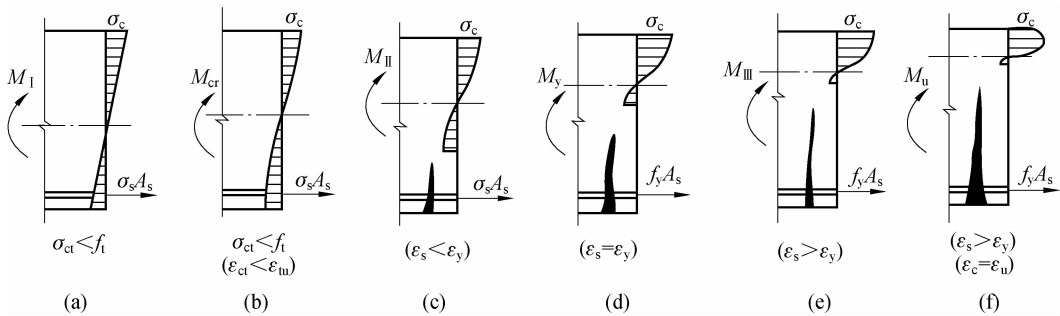 σc σc σc σc σc σc
MⅠ Mcr MⅡ My MⅢ Mu
σsAs σsAs σsAs fyAs fyAs fyAs
σct<ft σct<ft (εs<εy) (εs=εy) (εs>εy) (εs>εy)
(εct<εtu) (εc=εu)
(a) (b) (c) (d) (e) (f)